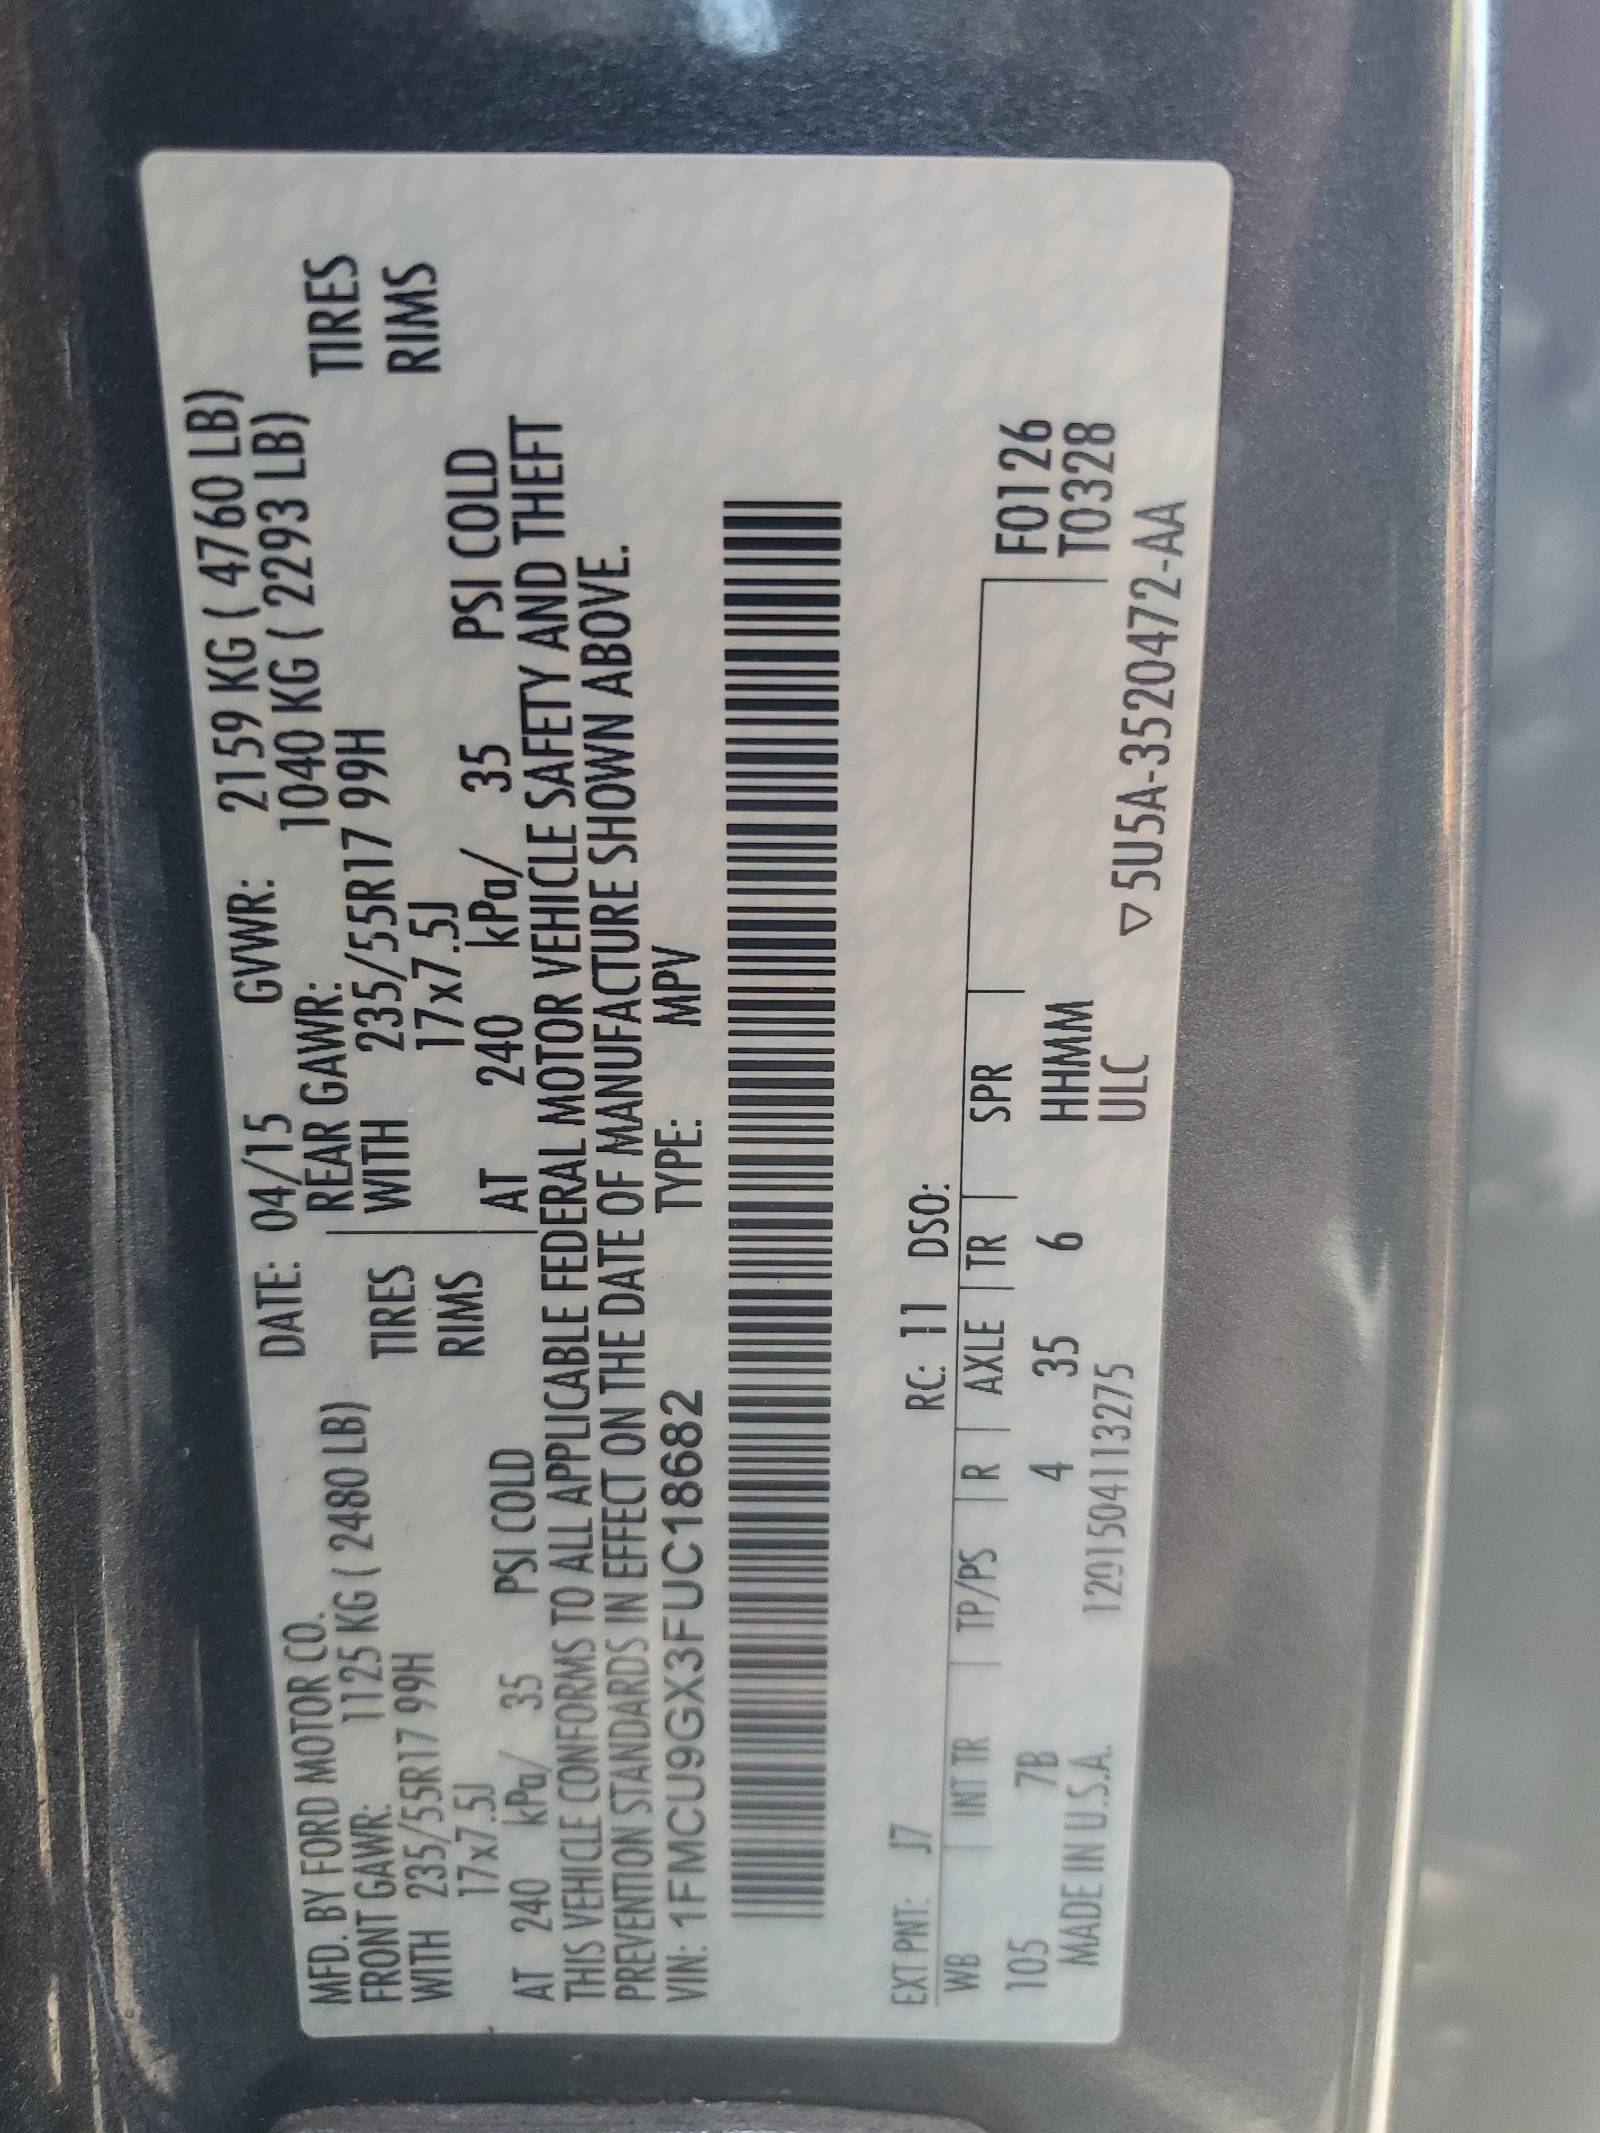 MFD. BY FORD MOTOR CO. DATE: 04/15 GVWR: 2159 KG ( 4760 LB)
FRONT GAWR: 1125 KG ( 2480 LB) REAR GAWR: 1040 KG ( 2293 LB)
WITH 235/55R17 99H TIRES WITH 235/55R17 99H TIRES
17x7.5J RIMS 17x7.5J RIMS
AT 240 kPa/ 35 PSI COLD AT 240 kPa/ 35 PSI COLD
THIS VEHICLE CONFORMS TO ALL APPLICABLE FEDERAL MOTOR VEHICLE SAFETY AND THEFT
PREVENTION STANDARDS IN EFFECT ON THE DATE OF MANUFACTURE SHOWN ABOVE.
VIN: 1FMCU9GX3FUC18682 TYPE: MPV
EXT PNT: J7 RC: 11 DSO:
WB | INT TR | TP/PS | R | AXLE | TR | SPR F0126
105 7B 4 35 6 HHMM T0328
MADE IN U.S.A. 1291504113275 ULC ▽ 5U5A-3520472-AA